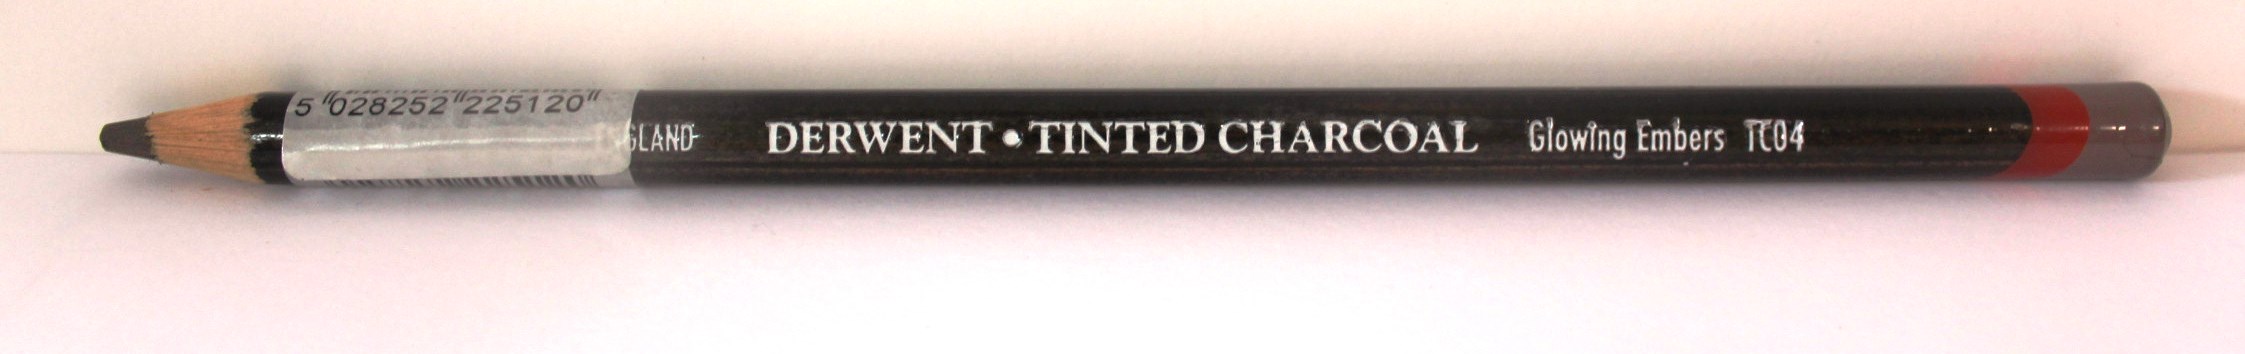 5 028252 225120
GLAND DERWENT • TINTED CHARCOAL Glowing Embers TC04